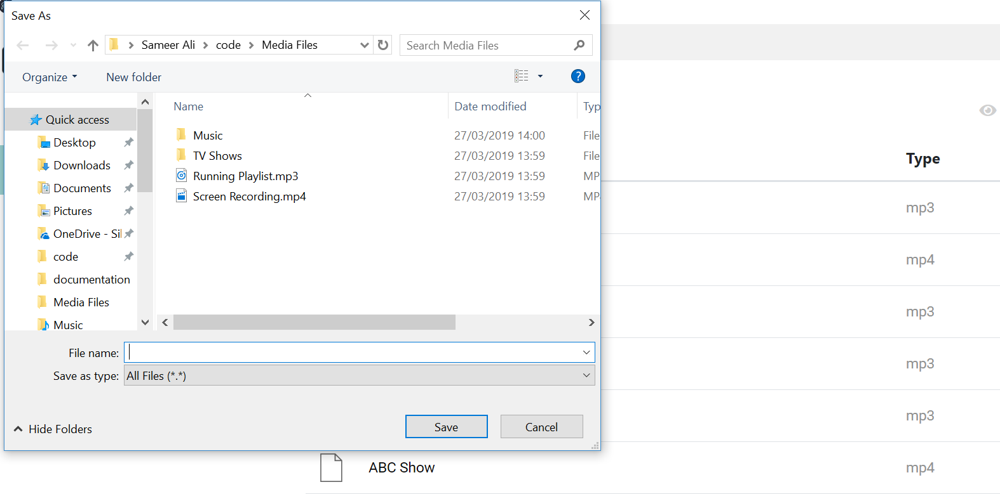 Save As
Sameer Ali > code > Media Files
Search Media Files
Organize
New folder
?
Name
Date modified
Typ
Quick access
Desktop
Downloads
Documents
Pictures
OneDrive - Sil
code
documentation
Media Files
Music
Music 27/03/2019 14:00 File
TV Shows 27/03/2019 13:59 File
Running Playlist.mp3 27/03/2019 13:59 MP
Screen Recording.mp4 27/03/2019 13:59 MP
File name:
Save as type: All Files (*.*)
Hide Folders
Save
Cancel
Type
mp3
mp4
mp3
mp3
mp3
ABC Show mp4